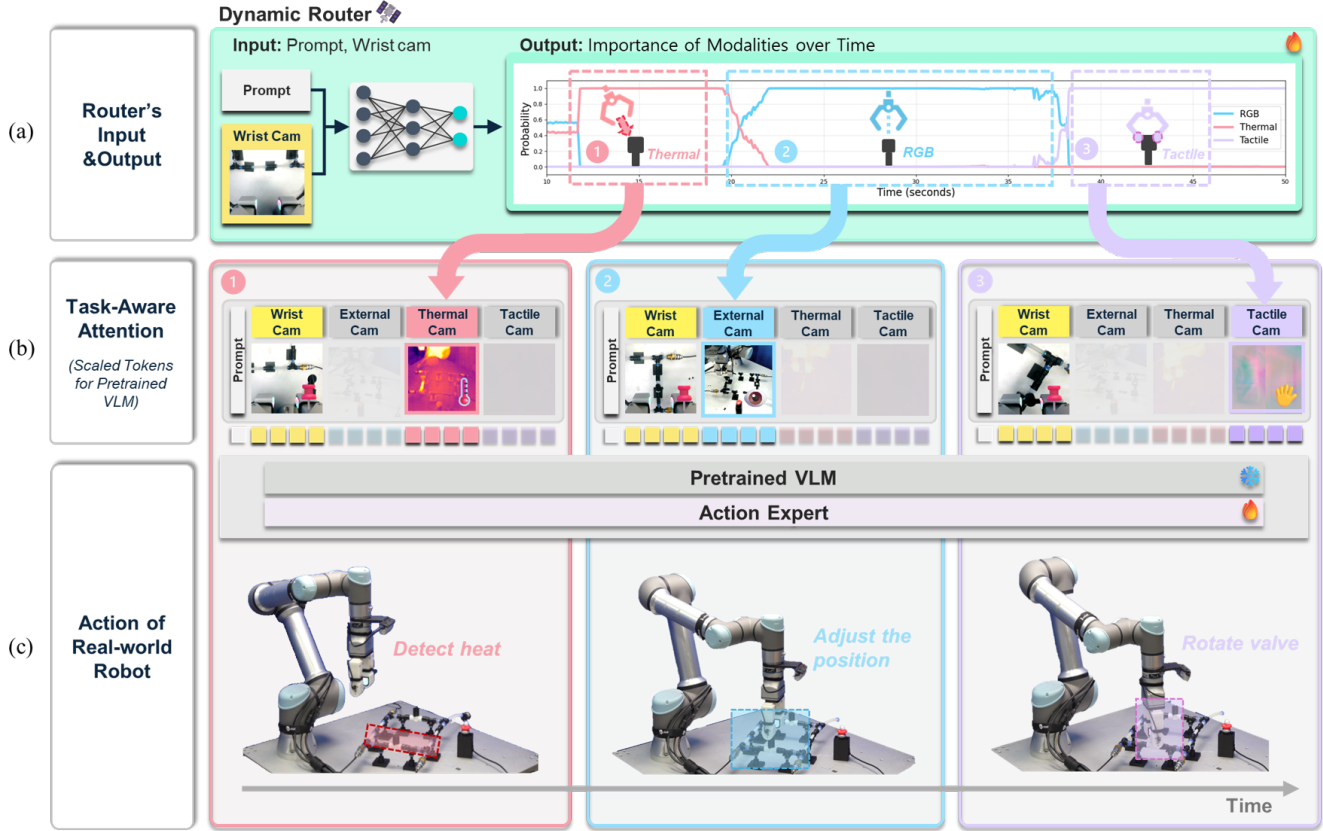 Dynamic Router
(a)
Router's
Input
&Output
Input: Prompt, Wrist cam
Output: Importance of Modalities over Time
Prompt
Wrist Cam
Probability
1.0
0.8
0.6
0.4
0.2
0.0
1
Thermal
2
RGB
3
Tactile
RGB
Thermal
Tactile
10
15
20
25
30
35
40
45
50
Time (seconds)
(b)
Task-Aware
Attention
(Scaled Tokens
for Pretrained
VLM)
1
Prompt
Wrist
Cam
External
Cam
Thermal
Cam
Tactile
Cam
2
Prompt
Wrist
Cam
External
Cam
Thermal
Cam
Tactile
Cam
3
Prompt
Wrist
Cam
External
Cam
Thermal
Cam
Tactile
Cam
Pretrained VLM
Action Expert
(c)
Action of
Real-world
Robot
Detect heat
Adjust the
position
Rotate valve
Time